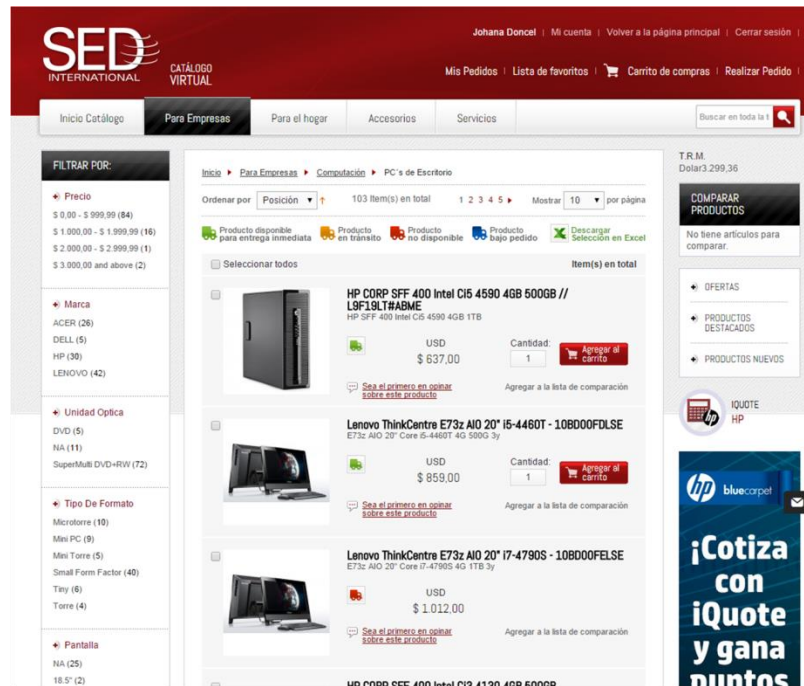 Johana Doncel | Mi cuenta | Volver a la página principal | Cerrar sesión |
SED
INTERNATIONAL
CATÁLOGO
VIRTUAL
Mis Pedidos | Lista de favoritos | Carrito de compras | Realizar Pedido |
Inicio Catálogo
Para Empresas
Para el hogar
Accesorios
Servicios
Buscar en toda la t
FILTRAR POR:
Precio
$ 0,00 - $ 999,99 (84)
$ 1.000,00 - $ 1.999,99 (16)
$ 2.000,00 - $ 2.999,99 (1)
$ 3.000,00 and above (2)
Marca
ACER (26)
DELL (5)
HP (30)
LENOVO (42)
Unidad Optica
DVD (5)
NA (11)
SuperMulti DVD+RW (72)
Tipo De Formato
Microtorre (10)
Mini PC (9)
Mini Torre (5)
Small Form Factor (40)
Tiny (6)
Torre (4)
Pantalla
NA (25)
18.5" (2)
Inicio Para Empresas Computación PC´s de Escritorio
Ordenar por Posición 103 Item(s) en total 1 2 3 4 5 Mostrar 10 por página
Producto disponible
para entrega inmediata
Producto
en tránsito
Producto
no disponible
Producto
bajo pedido
Descargar
Selección en Excel
Seleccionar todos
Item(s) en total
HP CORP SFF 400 Intel Ci5 4590 4GB 500GB //
L9F19LT#ABME
HP SFF 400 Intel Ci5 4590 4GB 1TB
USD
$ 637,00
Cantidad:
1
Agregar al
carrito
Sea el primero en opinar
sobre este producto
Agregar a la lista de comparación
Lenovo ThinkCentre E73z AIO 20" i5-4460T - 10BD00FDLSE
E73z AIO 20" Core i5-4460T 4G 500G 3y
USD
$ 859,00
Cantidad:
1
Agregar al
carrito
Sea el primero en opinar
sobre este producto
Agregar a la lista de comparación
Lenovo ThinkCentre E73z AIO 20" i7-4790S - 10BD00FELSE
E73z AIO 20" Core i7-4790S 4G 1TB 3y
USD
$ 1.012,00
Sea el primero en opinar
sobre este producto
Agregar a la lista de comparación
HP CORP SFF 400 Intel Ci3 4130 4GB 500GB
T.R.M.
Dolar3.299,36
COMPARAR
PRODUCTOS
No tiene artículos para
comparar.
OFERTAS
PRODUCTOS
DESTACADOS
PRODUCTOS NUEVOS
IQUOTE
HP
hp bluecarpet
¡Cotiza
con
iQuote
y gana
puntos